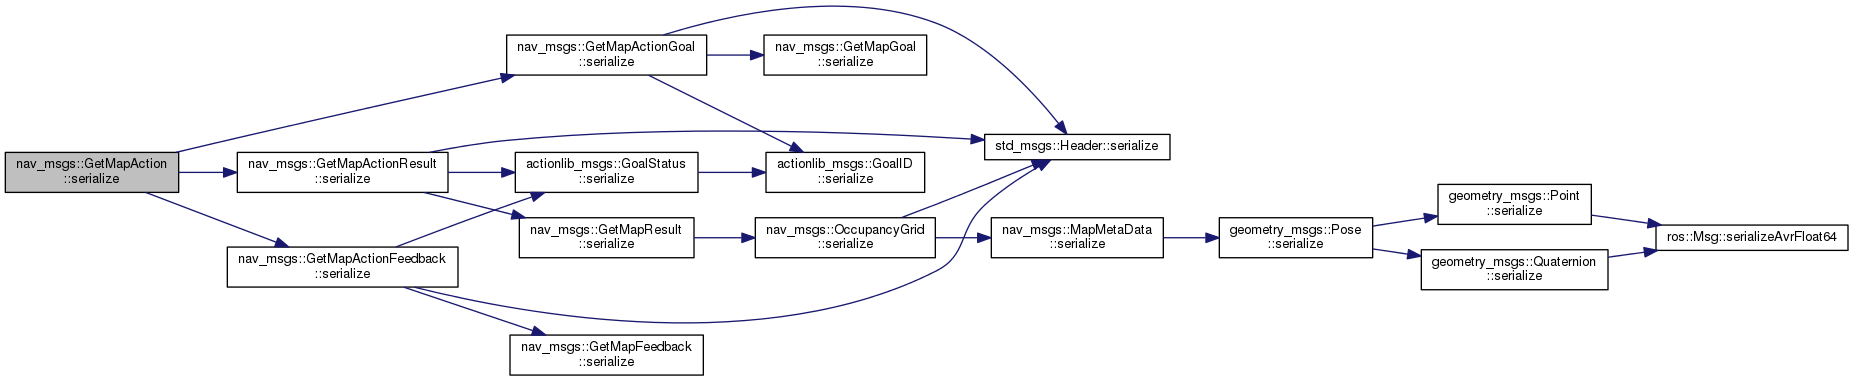 nav_msgs::GetMapAction
::serialize
nav_msgs::GetMapActionGoal
::serialize
nav_msgs::GetMapGoal
::serialize
std_msgs::Header::serialize
nav_msgs::GetMapActionResult
::serialize
actionlib_msgs::GoalStatus
::serialize
actionlib_msgs::GoalID
::serialize
nav_msgs::GetMapResult
::serialize
nav_msgs::OccupancyGrid
::serialize
nav_msgs::MapMetaData
::serialize
geometry_msgs::Pose
::serialize
geometry_msgs::Point
::serialize
geometry_msgs::Quaternion
::serialize
ros::Msg::serializeAvrFloat64
nav_msgs::GetMapActionFeedback
::serialize
nav_msgs::GetMapFeedback
::serialize